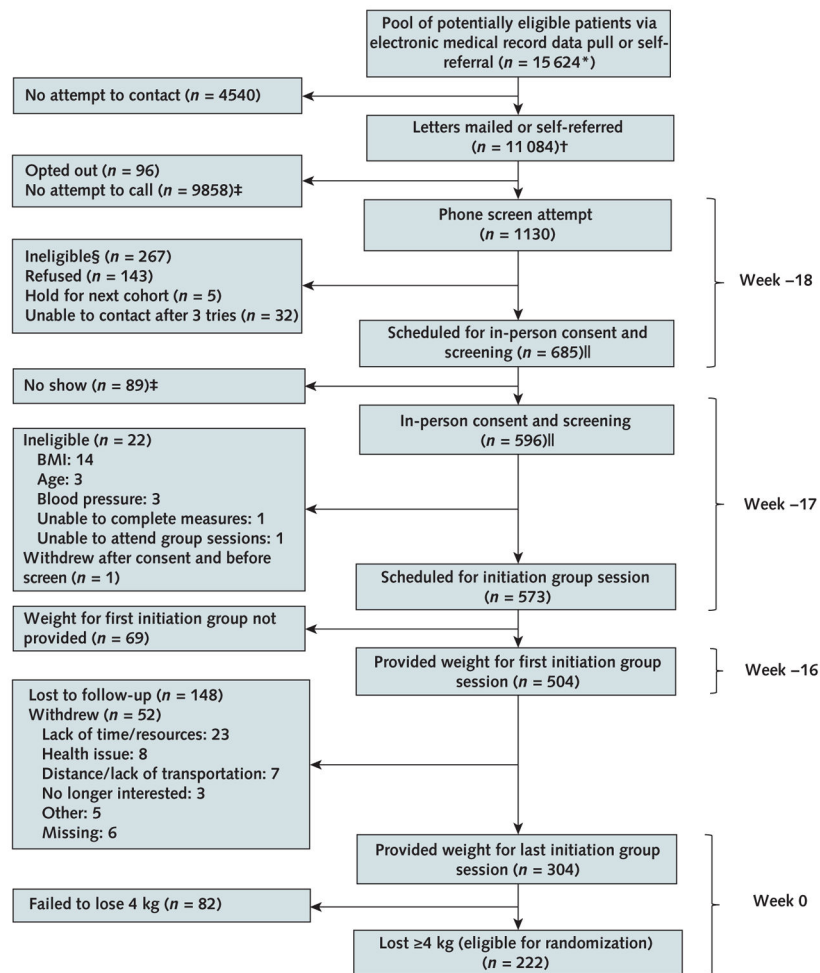 Pool of potentially eligible patients via
electronic medical record data pull or self-
referral (n = 15 624*)
No attempt to contact (n = 4540)
Letters mailed or self-referred
(n = 11 084)†
Opted out (n = 96)
No attempt to call (n = 9858)‡
Phone screen attempt
(n = 1130)
Ineligible§ (n = 267)
Refused (n = 143)
Hold for next cohort (n = 5)
Unable to contact after 3 tries (n = 32)
Week –18
Scheduled for in-person consent and
screening (n = 685)||
No show (n = 89)‡
In-person consent and screening
(n = 596)||
Ineligible (n = 22)
BMI: 14
Age: 3
Blood pressure: 3
Unable to complete measures: 1
Unable to attend group sessions: 1
Withdrew after consent and before
screen (n = 1)
Week –17
Scheduled for initiation group session
(n = 573)
Weight for first initiation group not
provided (n = 69)
Provided weight for first initiation group
session (n = 504)
Week –16
Lost to follow-up (n = 148)
Withdrew (n = 52)
Lack of time/resources: 23
Health issue: 8
Distance/lack of transportation: 7
No longer interested: 3
Other: 5
Missing: 6
Provided weight for last initiation group
session (n = 304)
Failed to lose 4 kg (n = 82)
Week 0
Lost ≥4 kg (eligible for randomization)
(n = 222)